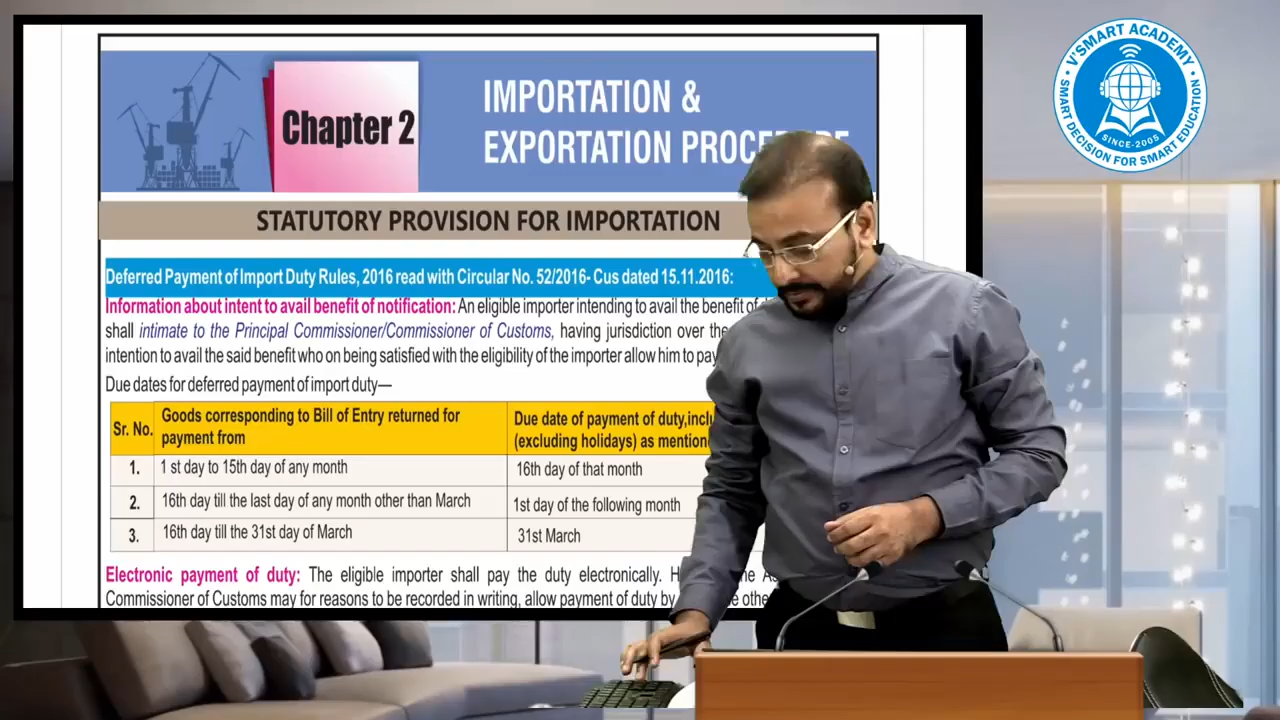 Chapter 2
IMPORTATION &
EXPORTATION PROCEDURE
STATUTORY PROVISION FOR IMPORTATION
Deferred Payment of Import Duty Rules, 2016 read with Circular No. 52/2016- Cus dated 15.11.2016:
Information about intent to avail benefit of notification: An eligible importer intending to avail the benefit of
shall intimate to the Principal Commissioner/Commissioner of Customs, having jurisdiction over the
intention to avail the said benefit who on being satisfied with the eligibility of the importer allow him to pay
Due dates for deferred payment of import duty—
Sr. No. Goods corresponding to Bill of Entry returned for payment from Due date of payment of duty, (excluding holidays) as
1. 1 st day to 15th day of any month 16th day of that month
2. 16th day till the last day of any month other than March 1st day of the following month
3. 16th day till the 31st day of March 31st March
Electronic payment of duty: The eligible importer shall pay the duty electronically.
Commissioner of Customs may for reasons to be recorded in writing, allow payment of duty by
V'SMART ACADEMY
SMART DECISION FOR SMART EDUCATION
SINCE-2005